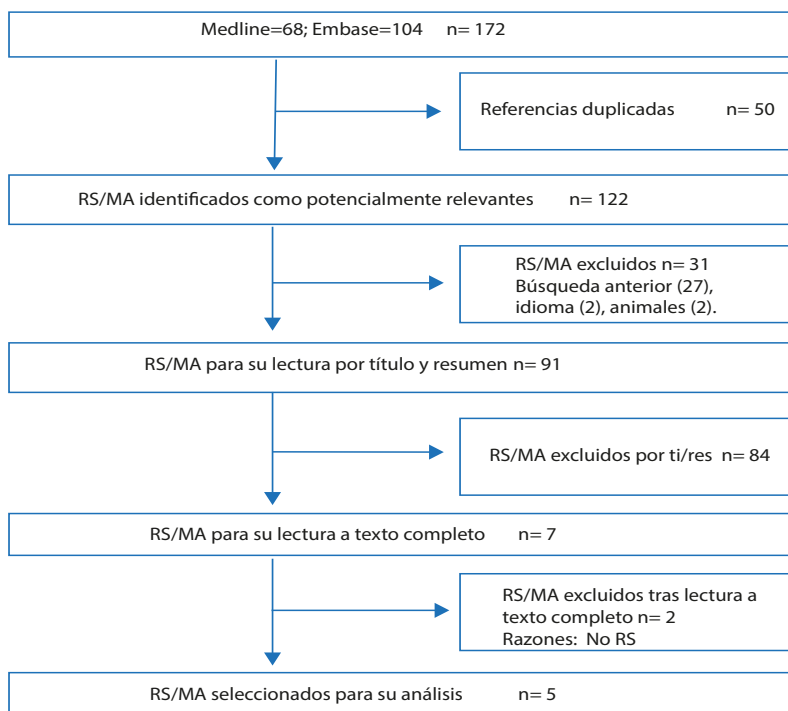 Medline=68; Embase=104 n= 172
Referencias duplicadas n= 50
RS/MA identificados como potencialmente relevantes n= 122
RS/MA excluidos n= 31
Búsqueda anterior (27),
idioma (2), animales (2).
RS/MA para su lectura por título y resumen n= 91
RS/MA excluidos por ti/res n= 84
RS/MA para su lectura a texto completo n= 7
RS/MA excluidos tras lectura a
texto completo n= 2
Razones: No RS
RS/MA seleccionados para su análisis n= 5